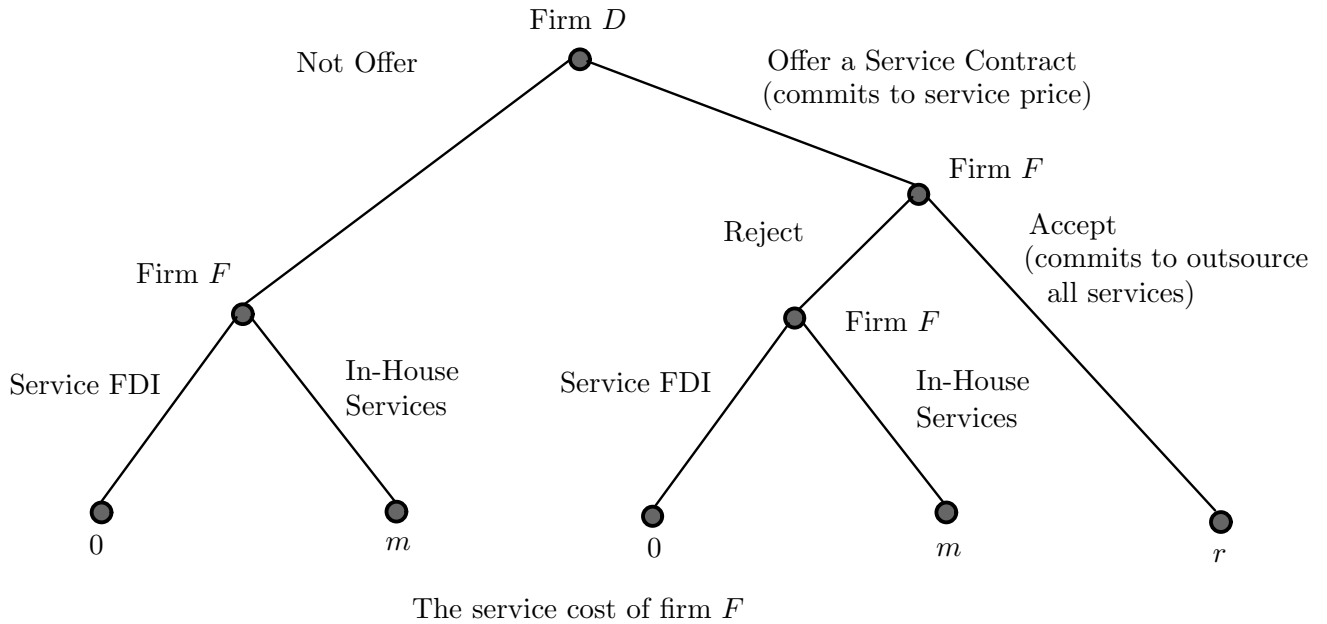 Firm D
Not Offer
Offer a Service Contract
(commits to service price)
Firm F
Reject
Accept
(commits to outsource
all services)
Firm F
Firm F
Service FDI
In-House
Services
Service FDI
In-House
Services
0
m
0
m
r
The service cost of firm F